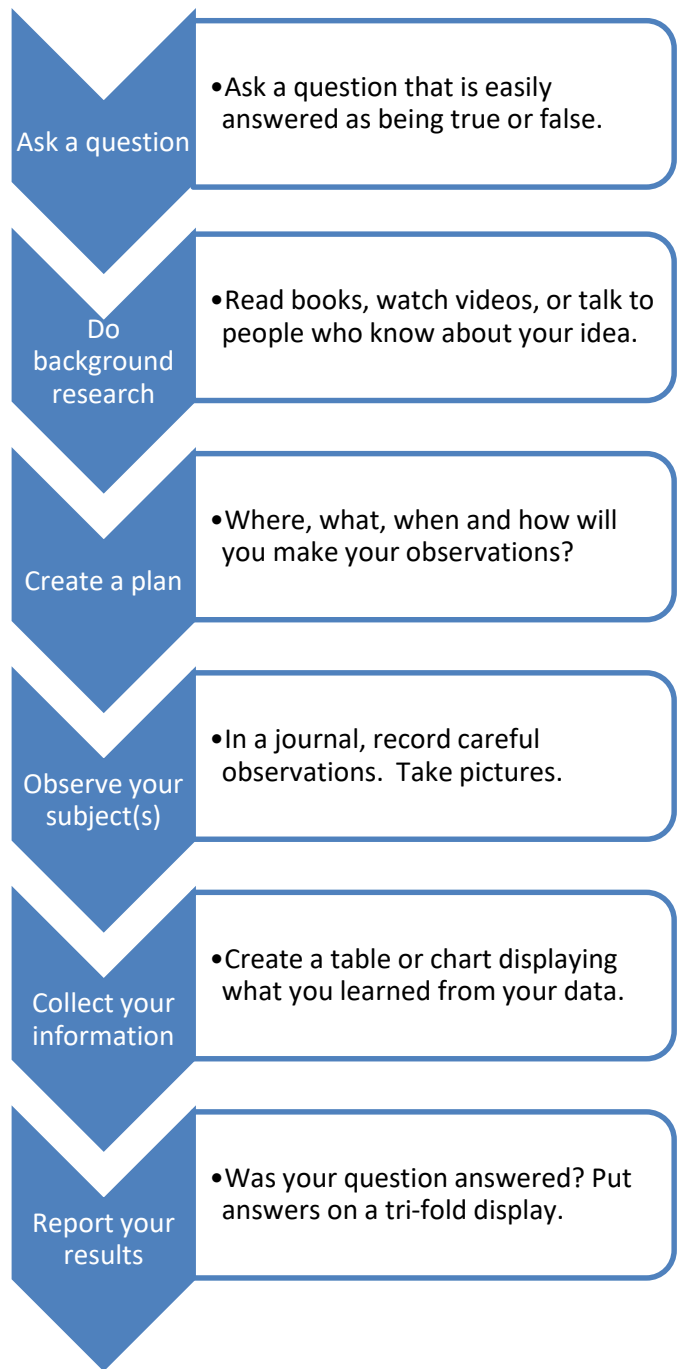 Ask a question
•Ask a question that is easily
answered as being true or false.
Do
background
research
•Read books, watch videos, or talk to
people who know about your idea.
Create a plan
•Where, what, when and how will
you make your observations?
Observe your
subject(s)
•In a journal, record careful
observations.  Take pictures.
Collect your
information
•Create a table or chart displaying
what you learned from your data.
Report your
results
•Was your question answered? Put
answers on a tri-fold display.